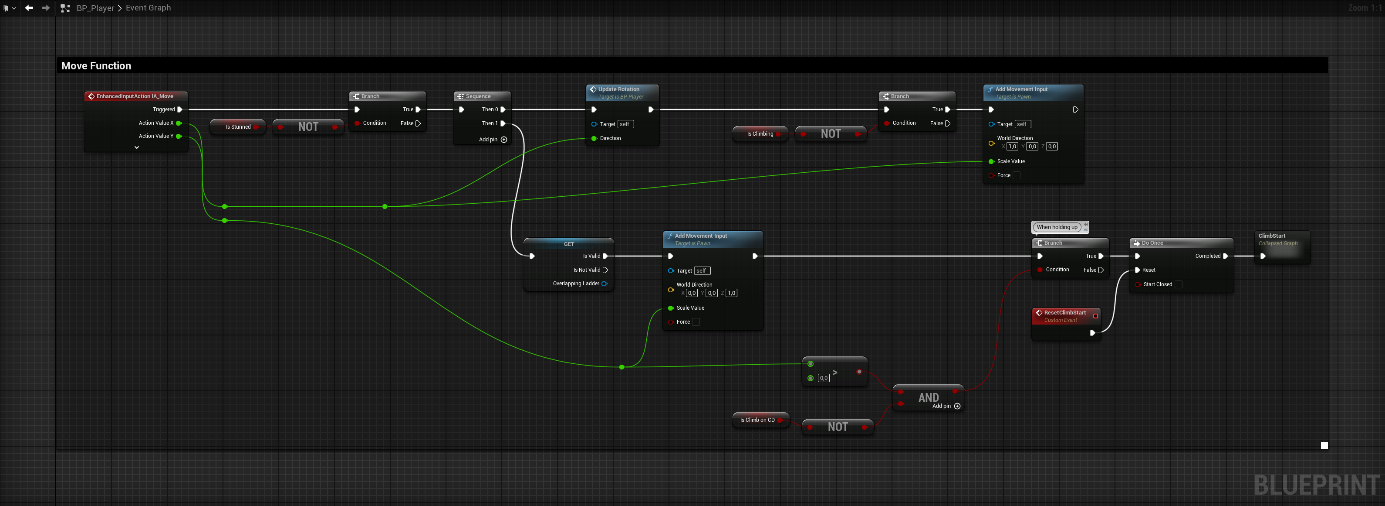 BP_Player > Event Graph
Zoom 1:1
Move Function
EnhancedInputAction IA_Move
Triggered
Action Value X
Action Value Y
Is Stunned
NOT
Branch
True
Condition
False
Sequence
Then 0
Then 1
Add pin
Update Rotation
Target is BP Player
Target
self
Direction
Is Climbing
NOT
Branch
True
Condition
False
Add Movement Input
Target is Pawn
Target
self
World Direction
X 1,0 Y 0,0 Z 0,0
Scale Value
Force
GET
Is Valid
Is Not Valid
Overlapping Ladder
Add Movement Input
Target is Pawn
Target
self
World Direction
X 0,0 Y 0,0 Z 1,0
Scale Value
Force
When holding up
Branch
True
Condition
False
Do Once
Completed
Reset
Start Closed
ClimbStart
Collapsed Graph
ResetClimbStart
Custom Event
>
0,0
AND
Add pin
Is Climb on CD
NOT
BLUEPRINT